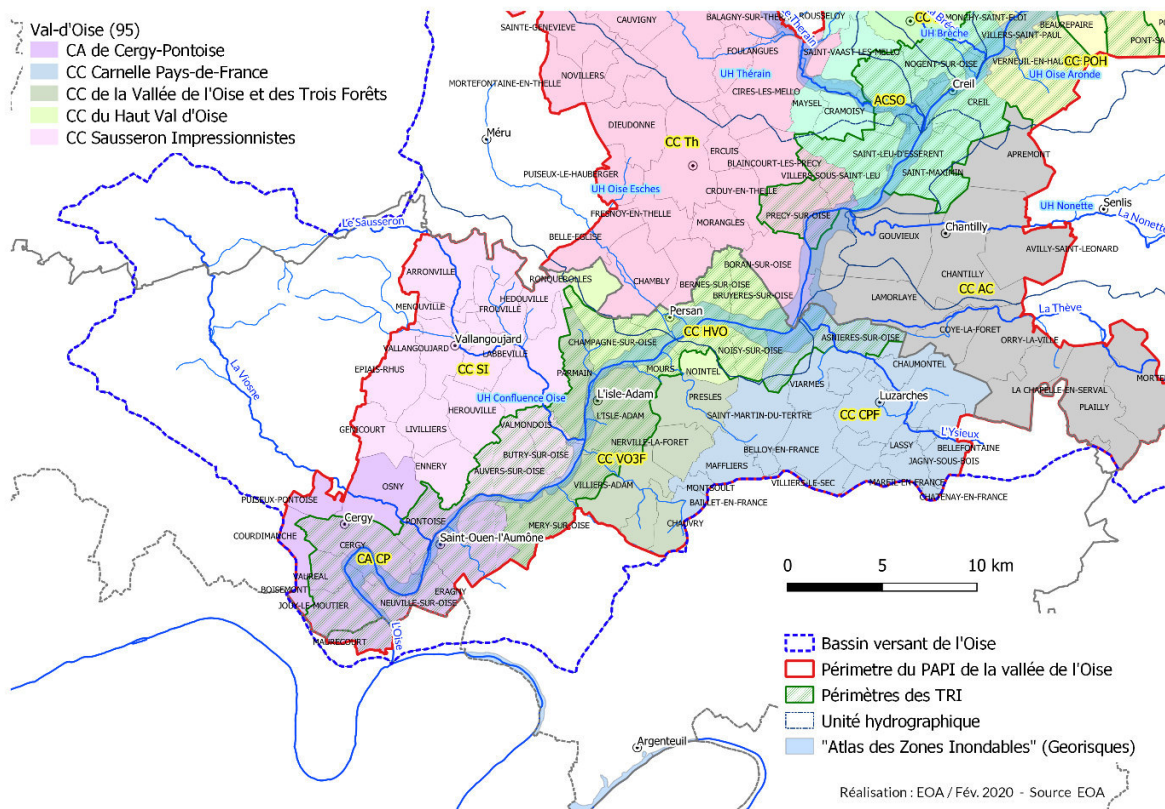 Val-d'Oise (95)
CA de Cergy-Pontoise
CC Carnelle Pays-de-France
CC de la Vallée de l'Oise et des Trois Forêts
CC du Haut Val d'Oise
CC Sausseron Impressionnistes
CAUVIGNY
BALAGNY-SUR-THERAIN
ROUSSELOY
MONCHY-SAINT-ELOI
SAINTE-GENEVIEVE
BEAUREPAIRE
UH Brèche
VILLERS-SAINT-PAUL
FOULANGUES
SAINT-VAAST-LES-MELLO
NOGENT-SUR-OISE
CC POH
UH Thérain
UH Oise Aronde
NOVILLERS
MORTEFONTAINE-EN-THELLE
CIRES-LES-MELLO
Creil
MAYSEL
ACSO
CREIL
CRAMOISY
DIEUDONNE
Méru
CC Th
ERCUIS
SAINT-LEU-D'ESSERENT
APREMONT
BLAINCOURT-LES-PRECY
PUISEUX-LE-HAUBERGER
VILLERS-SOUS-SAINT-LEU
SAINT-MAXIMIN
UH Oise Esches
CROUY-EN-THELLE
UH Nonette
Senlis
La Nonette
FRESNOY-EN-THELLE
MORANGLES
PRECY-SUR-OISE
Le Sausseron
BELLE-EGLISE
GOUVIEUX
Chantilly
AVILLY-SAINT-LEONARD
ARRONVILLE
RONQUEROLLES
BORAN-SUR-OISE
CHANTILLY
CHAMBLY
BERNES-SUR-OISE
CC AC
HEDOUVILLE
BRUYERES-SUR-OISE
LAMORLAYE
MENOUVILLE
FROUVILLE
Persan
La Thève
CC HVO
COYE-LA-FORET
Vallangoujard
CHAMPAGNE-SUR-OISE
ASNIERES-SUR-OISE
ORRY-LA-VILLE
VALLANGOUJARD
LABBEVILLE
NOISY-SUR-OISE
La Viosne
EPIAIS-RHUS
CC SI
PARMAIN
MOURS
NOINTEL
CHAUMONTEL
VIARMES
LA CHAPELLE-EN-SERVAL
UH Confluence Oise
L'Isle-Adam
PRESLES
Luzarches
PLAILLY
HEROUVILLE
L'ISLE-ADAM
SAINT-MARTIN-DU-TERTRE
CC CPF
GENICOURT
LIVILLIERS
VALMONDOIS
L'Ysieux
NERVILLE-LA-FORET
LASSY
BELLEFONTAINE
BUTRY-SUR-OISE
BELLOY-EN-FRANCE
ENNERY
AUVERS-SUR-OISE
CC VO3F
MAFFLIERS
JAGNY-SOUS-BOIS
OSNY
VILLIERS-ADAM
MONTSOULT
VILLIERS-LE-SEC
MAREIL-EN-FRANCE
PUISEUX-PONTOISE
BAILLET-EN-FRANCE
CHATENAY-EN-FRANCE
Cergy
PONTOISE
MERY-SUR-OISE
CHAUVRY
COURDIMANCHE
CERGY
Saint-Ouen-l'Aumône
CA CP
VAUREAL
BOISEMONT
ERAGNY
JOUY-LE-MOUTIER
NEUVILLE-SUR-OISE
MAURECOURT
L'Oise
0 5 10 km
Bassin versant de l'Oise
Périmetre du PAPI de la vallée de l'Oise
Périmètres des TRI
Unité hydrographique
"Atlas des Zones Inondables" (Georisques)
Argenteuil
Réalisation : EOA / Fév. 2020 - Source EOA